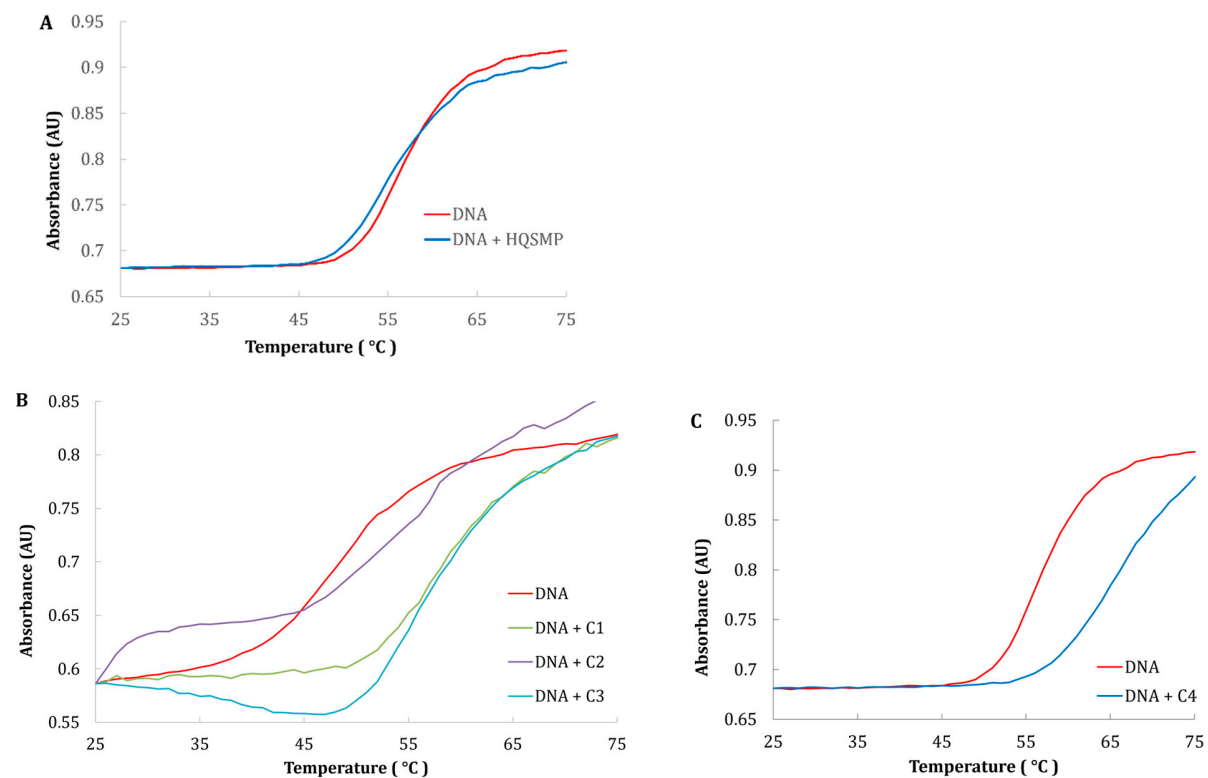 A
0.95
0.9
0.85
0.8
0.75
0.7
0.65
Absorbance (AU)
DNA
DNA + HQSMP
25 35 45 55 65 75
Temperature ( °C )
B
0.85
0.8
0.75
0.7
0.65
0.6
0.55
Absorbance (AU)
DNA
DNA + C1
DNA + C2
DNA + C3
25 35 45 55 65 75
Temperature ( °C )
C
0.95
0.9
0.85
0.8
0.75
0.7
0.65
Absorbance (AU)
DNA
DNA + C4
25 35 45 55 65 75
Temperature ( °C )